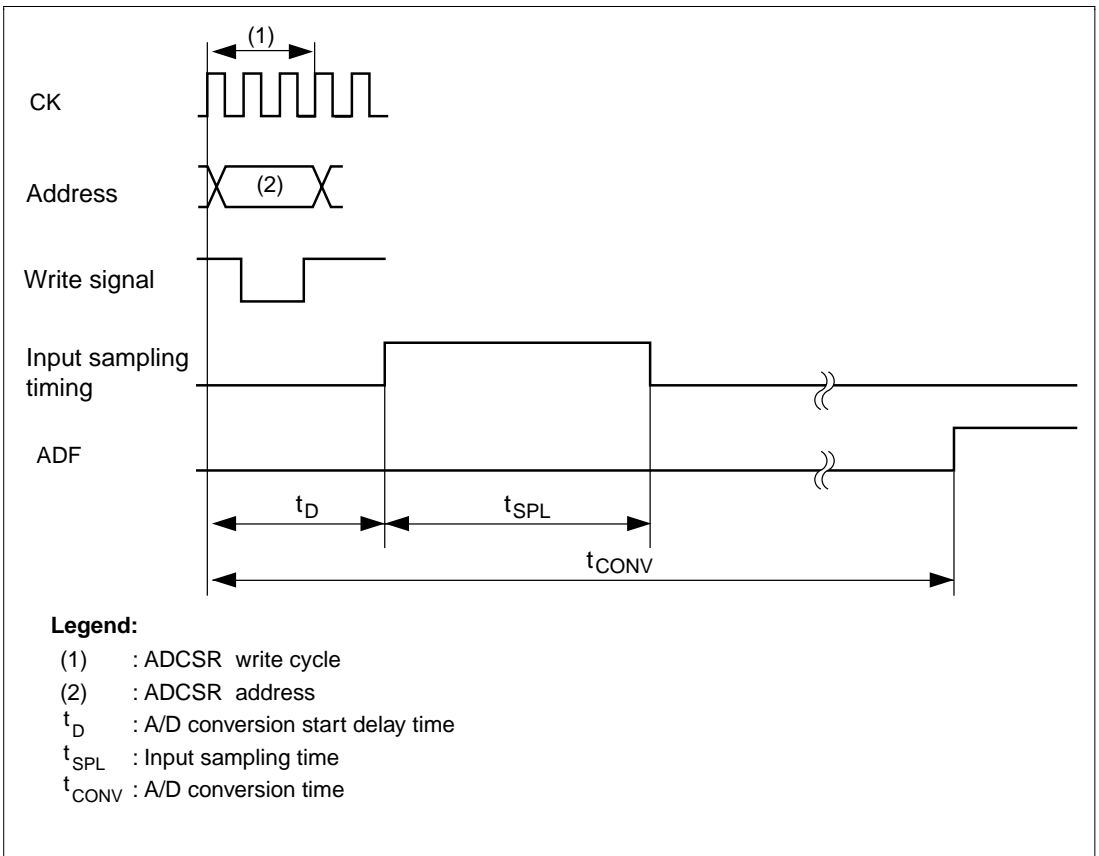 (1)
CK
Address
(2)
Write signal
Input sampling
timing
ADF
tD
tSPL
tCONV
Legend:
(1) : ADCSR write cycle
(2) : ADCSR address
tD : A/D conversion start delay time
tSPL : Input sampling time
tCONV : A/D conversion time